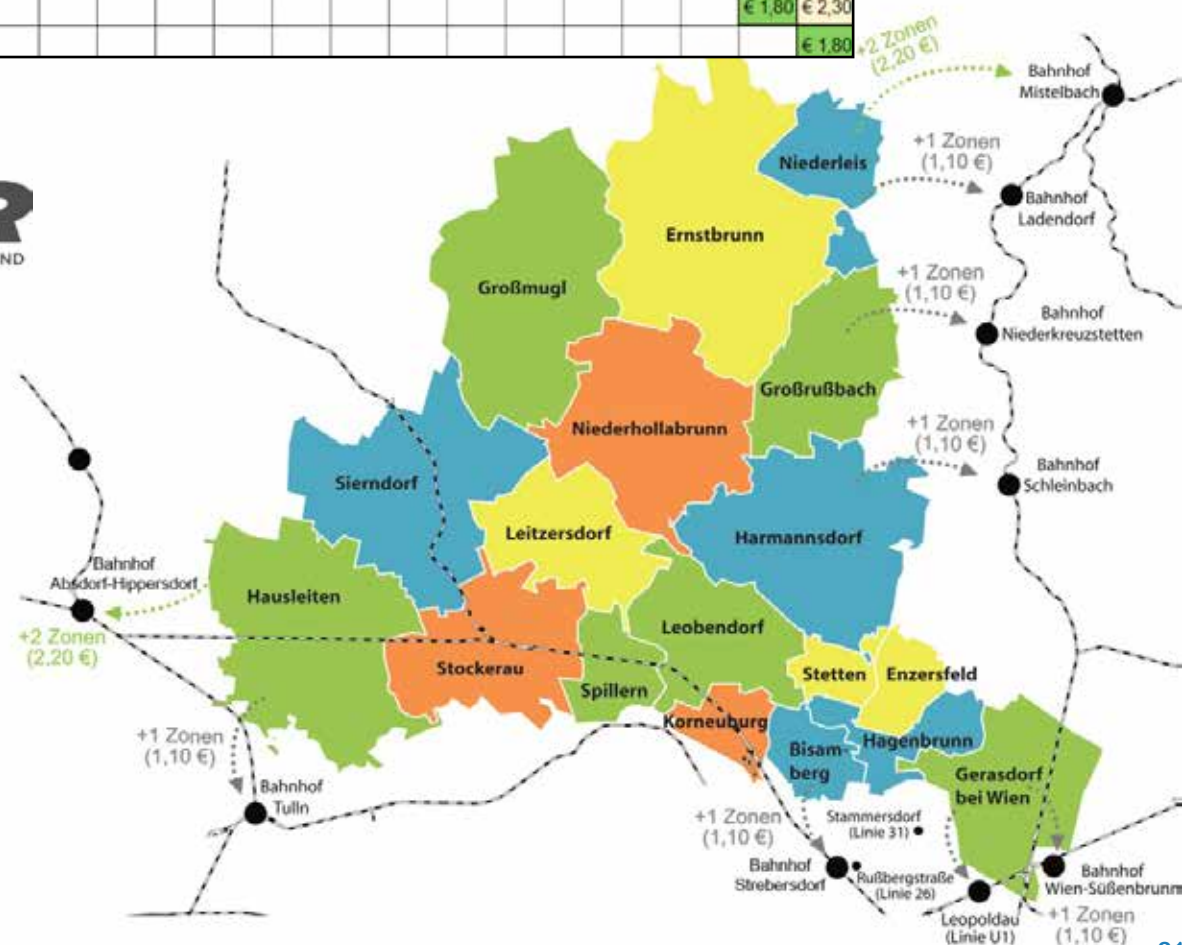 € 1,80 € 2,30
€ 1,80
+2 Zonen
(2,20 €)
Bahnhof
Mistelbach
R
ND
Niederleis
+1 Zonen
(1,10 €)
Bahnhof
Ladendorf
Ernstbrunn
Großmugl
+1 Zonen
(1,10 €)
Bahnhof
Niederkreuzstetten
Großrußbach
Niederhollabrunn
+1 Zonen
(1,10 €)
Bahnhof
Schleinbach
Sierndorf
Leitzersdorf
Harmannsdorf
Bahnhof
Absdorf-Hippersdorf
+2 Zonen
(2,20 €)
Hausleiten
Leobendorf
Stockerau
Spillern
Stetten
Enzersfeld
Korneuburg
Bisam-
berg
Hagenbrunn
Gerasdorf
bei Wien
+1 Zonen
(1,10 €)
Bahnhof
Tulln
+1 Zonen
(1,10 €)
Stammersdorf
(Linie 31)
Bahnhof
Strebersdorf
Rußbergstraße
(Linie 26)
Bahnhof
Wien-Süßenbrunn
Leopoldau
(Linie U1)
+1 Zonen
(1,10 €)